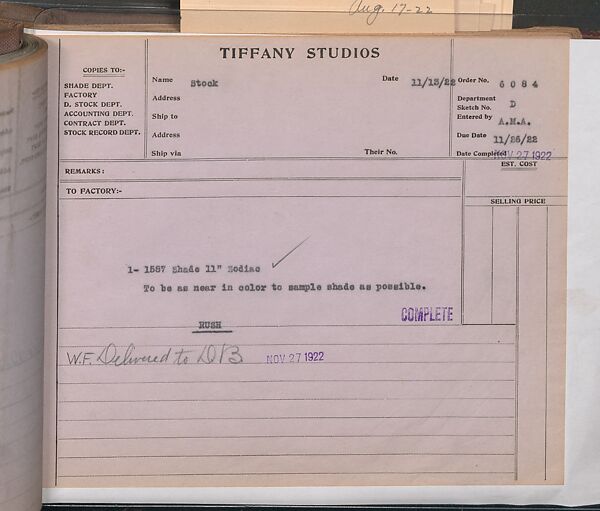 Aug. 17-22
TIFFANY STUDIOS
COPIES TO:-
SHADE DEPT.
FACTORY
D. STOCK DEPT.
ACCOUNTING DEPT.
CONTRACT DEPT.
STOCK RECORD DEPT.
Name Stock Date 11/13/22
Address
Ship to
Address
Ship via Their No.
Order No. 6084
Department D
Sketch No.
Entered by A.M.A.
Due Date 11/25/22
Date Completed NOV 27 1922
REMARKS:
EST. COST
TO FACTORY:-
SELLING PRICE
1- 1587 Shade 11" Zodiac
To be as near in color to sample shade as possible.
COMPLETE
RUSH
W.F. Delivered to DB NOV 27 1922